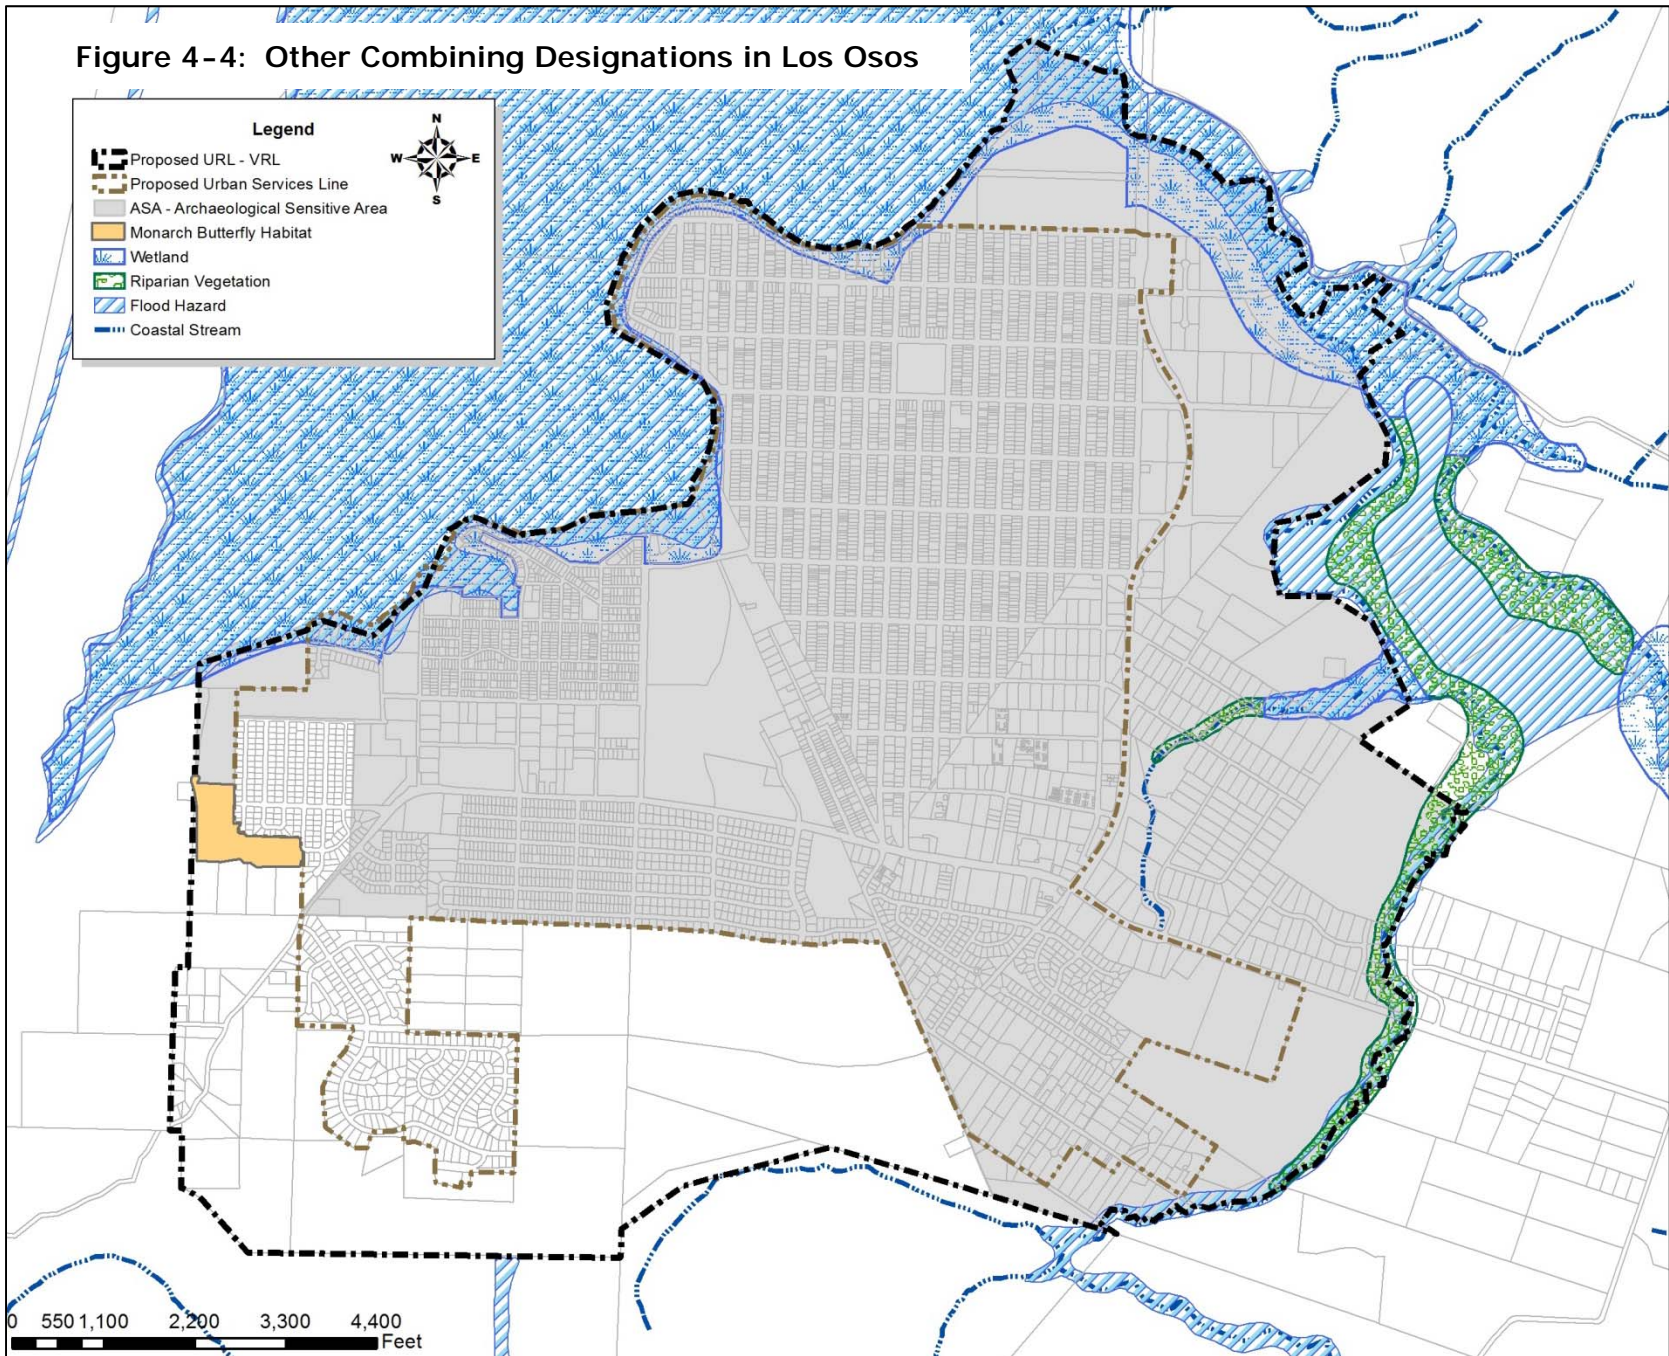 Figure 4-4: Other Combining Designations in Los Osos
Legend
N
W E
S
Proposed URL - VRL
Proposed Urban Services Line
ASA - Archaeological Sensitive Area
Monarch Butterfly Habitat
Wetland
Riparian Vegetation
Flood Hazard
Coastal Stream
0 550 1,100 2,200 3,300 4,400
Feet